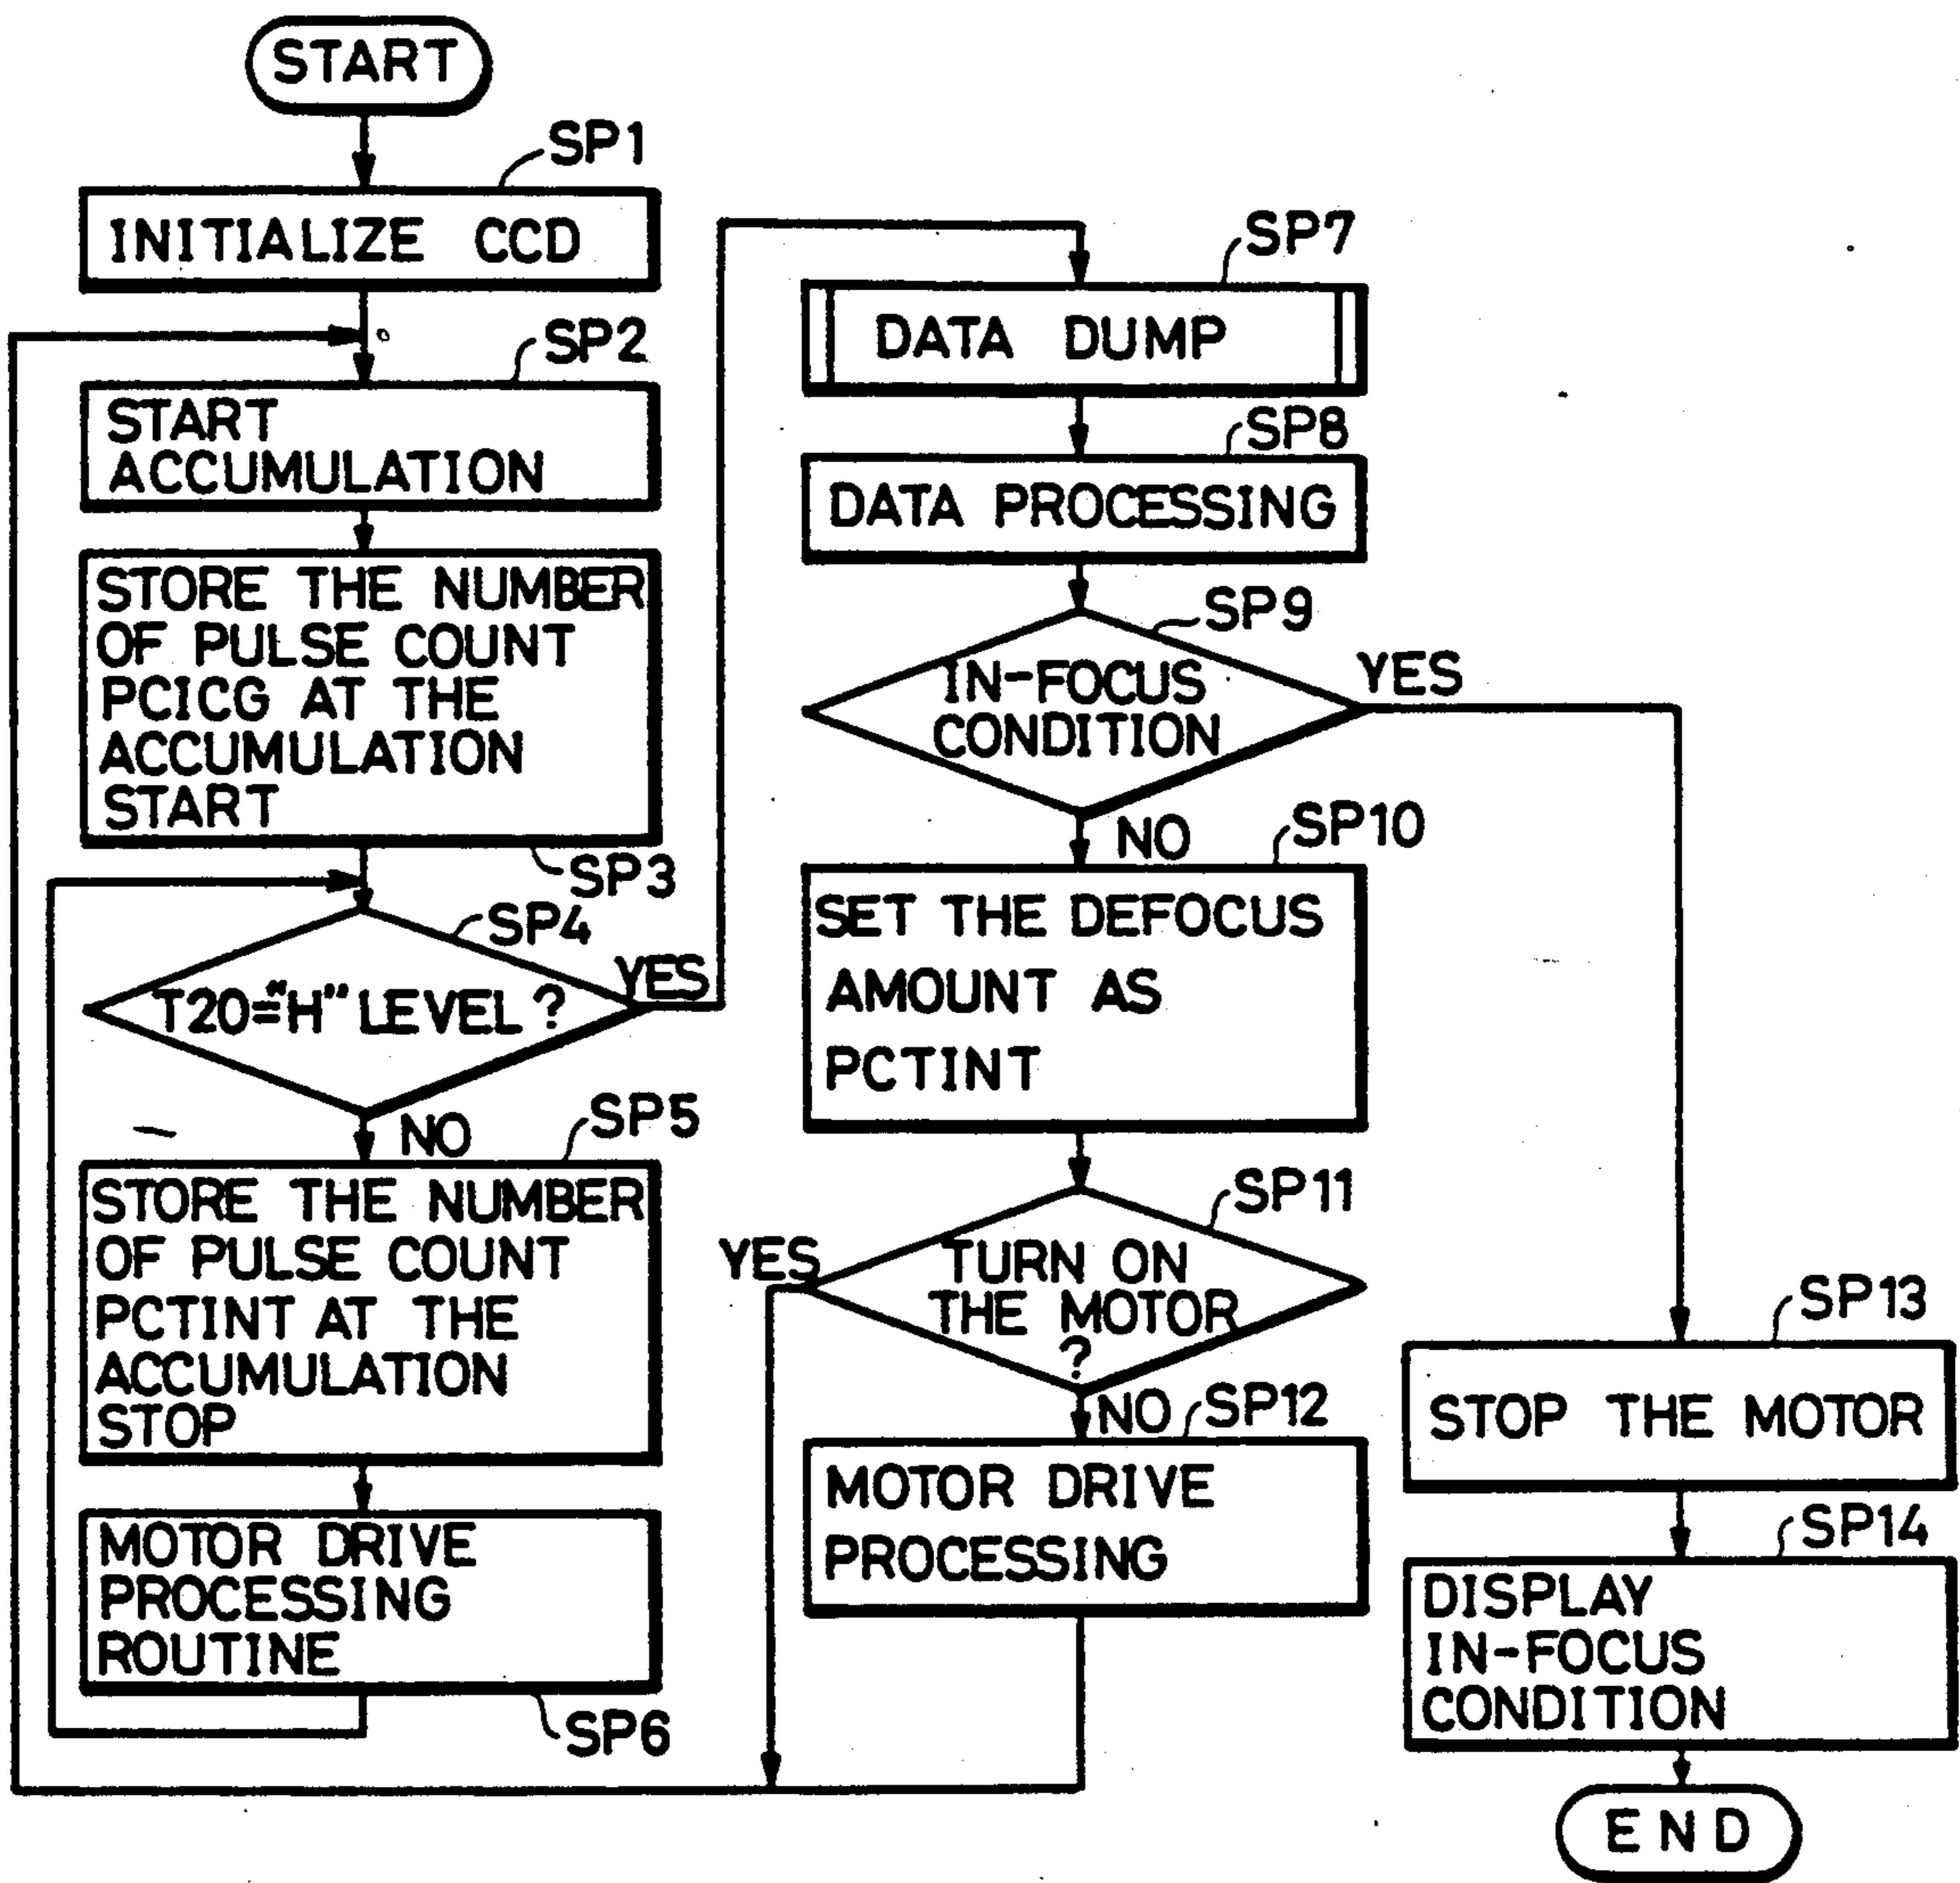 START
SP1
INITIALIZE CCD
SP2
START
ACCUMULATION
STORE THE NUMBER
OF PULSE COUNT
PCICG AT THE
ACCUMULATION
START
SP3
SP4
T20="H" LEVEL ?
YES
NO
SP5
STORE THE NUMBER
OF PULSE COUNT
PCTINT AT THE
ACCUMULATION
STOP
MOTOR DRIVE
PROCESSING
ROUTINE
SP6
SP7
DATA DUMP
SP8
DATA PROCESSING
SP9
IN-FOCUS
CONDITION
YES
NO
SP10
SET THE DEFOCUS
AMOUNT AS
PCTINT
SP11
YES
TURN ON
THE MOTOR
?
NO
SP12
MOTOR DRIVE
PROCESSING
SP13
STOP THE MOTOR
SP14
DISPLAY
IN-FOCUS
CONDITION
END